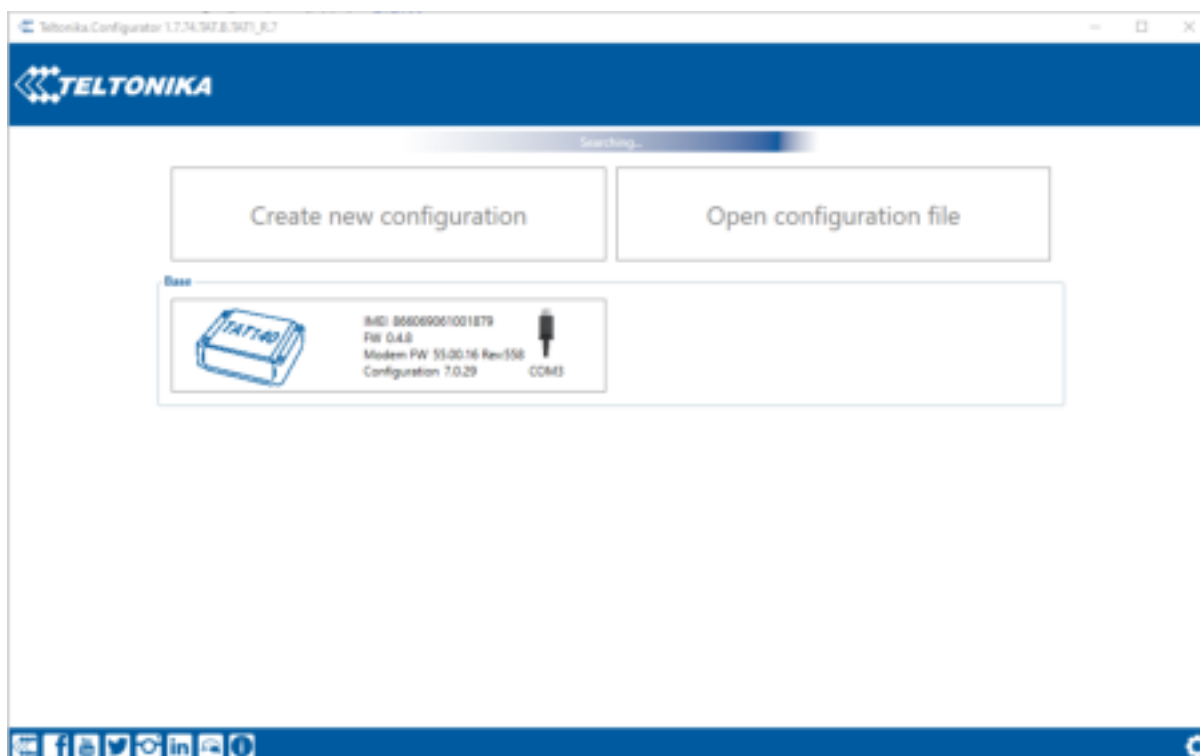 Teltonika.Configurator 1.7.74.TAT.B.TAT1_R.7
TELTONIKA
Searching...
Create new configuration
Open configuration file
Base
TAT140
IMEI 866069061001879
FW 0.4.8
Modem FW 55.00.16 Rev:558
Configuration 7.0.29
COM3